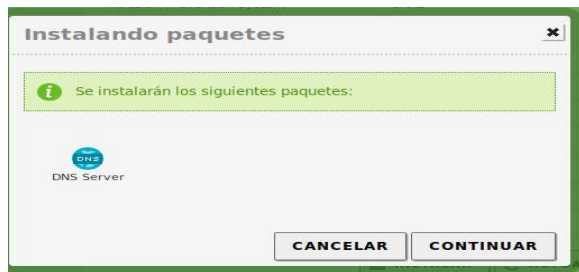 Instalando paquetes
Se instalarán los siguientes paquetes:
DNS
DNS Server
CANCELAR CONTINUAR